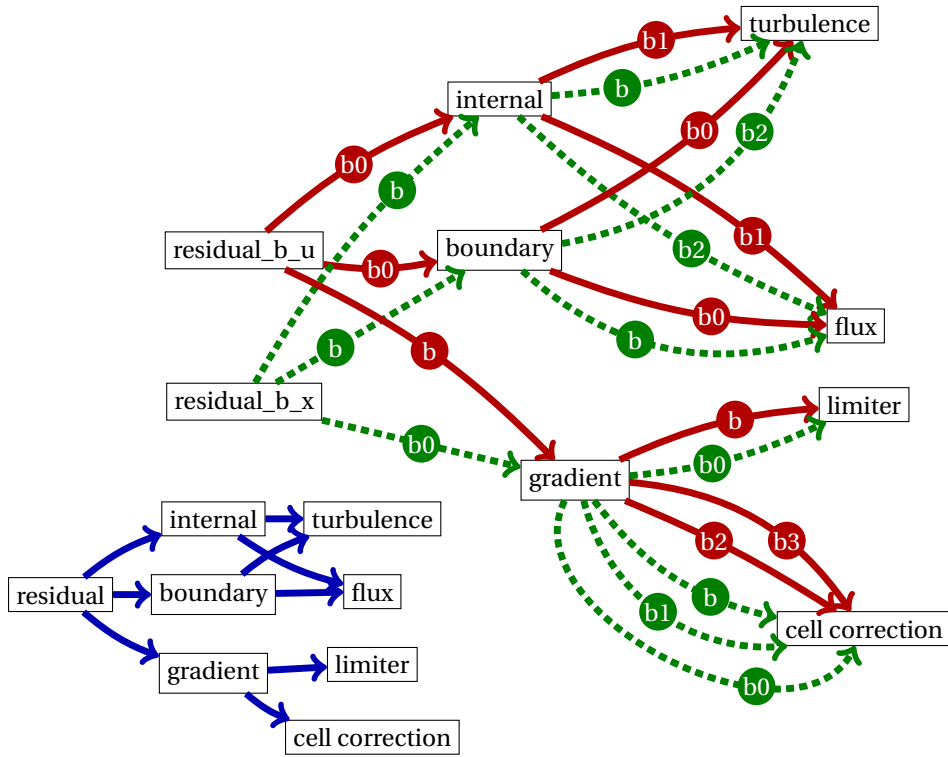 turbulence
b1
b
internal
b0
b2
b0
b
residual_b_u
boundary
b1
b2
b0
b0
flux
b
b
b
residual_b_x
limiter
b
b0
b0
gradient
internal
turbulence
b2
b3
residual
boundary
flux
b
b1
cell correction
gradient
limiter
b0
cell correction